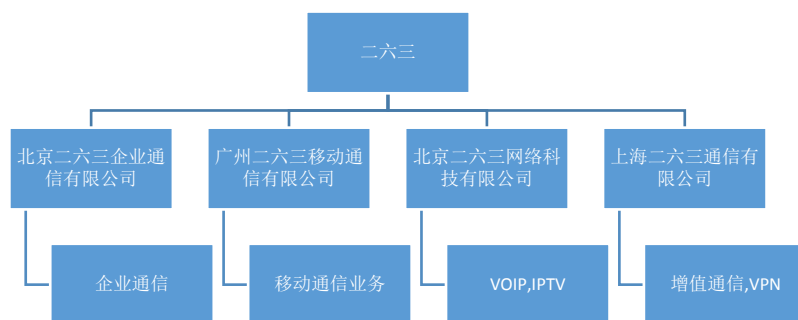 二六三
北京二六三企业通
信有限公司
广州二六三移动通
信有限公司
北京二六三网络科
技有限公司
上海二六三通信有
限公司
企业通信
移动通信业务
VOIP,IPTV
增值通信,VPN